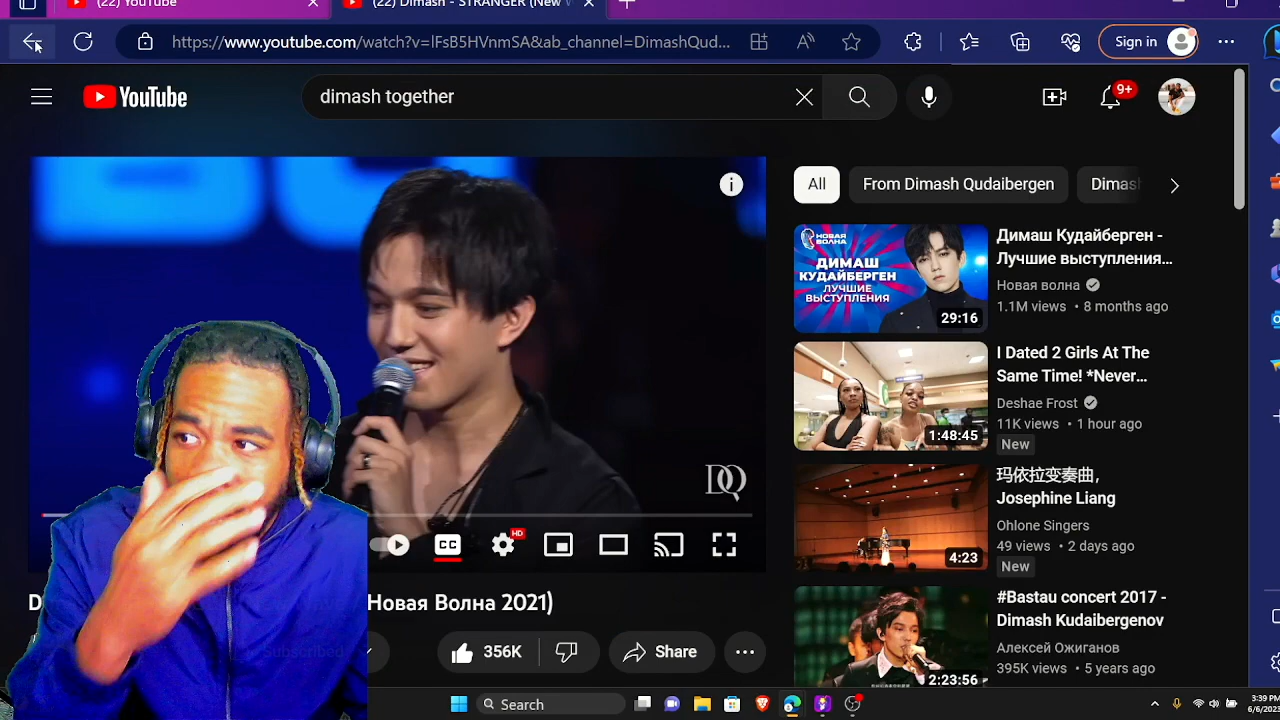 (22) YouTube
(22) Dimash - STRANGER (New
https://www.youtube.com/watch?v=lFsB5HVnmSA&ab_channel=DimashQud...
Sign in
YouTube
dimash together
9+
All
From Dimash Qudaibergen
Dimash
DQ
CC
HD
Новая Волна 2021)
Subscribed
356K
Share
НОВАЯ
ВОЛНА
ДИМАШ
КУДАЙБЕРГЕН
ЛУЧШИЕ
ВЫСТУПЛЕНИЯ
29:16
Димаш Кудайберген -
Лучшие выступления...
Новая волна
1.1M views • 8 months ago
1:48:45
I Dated 2 Girls At The
Same Time! *Never...
Deshae Frost
11K views • 1 hour ago
New
4:23
玛依拉变奏曲,
Josephine Liang
Ohlone Singers
49 views • 2 days ago
New
2:23:56
#Bastau concert 2017 -
Dimash Kudaibergenov
Алексей Ожиганов
395K views • 5 years ago
Search
3:39 PM